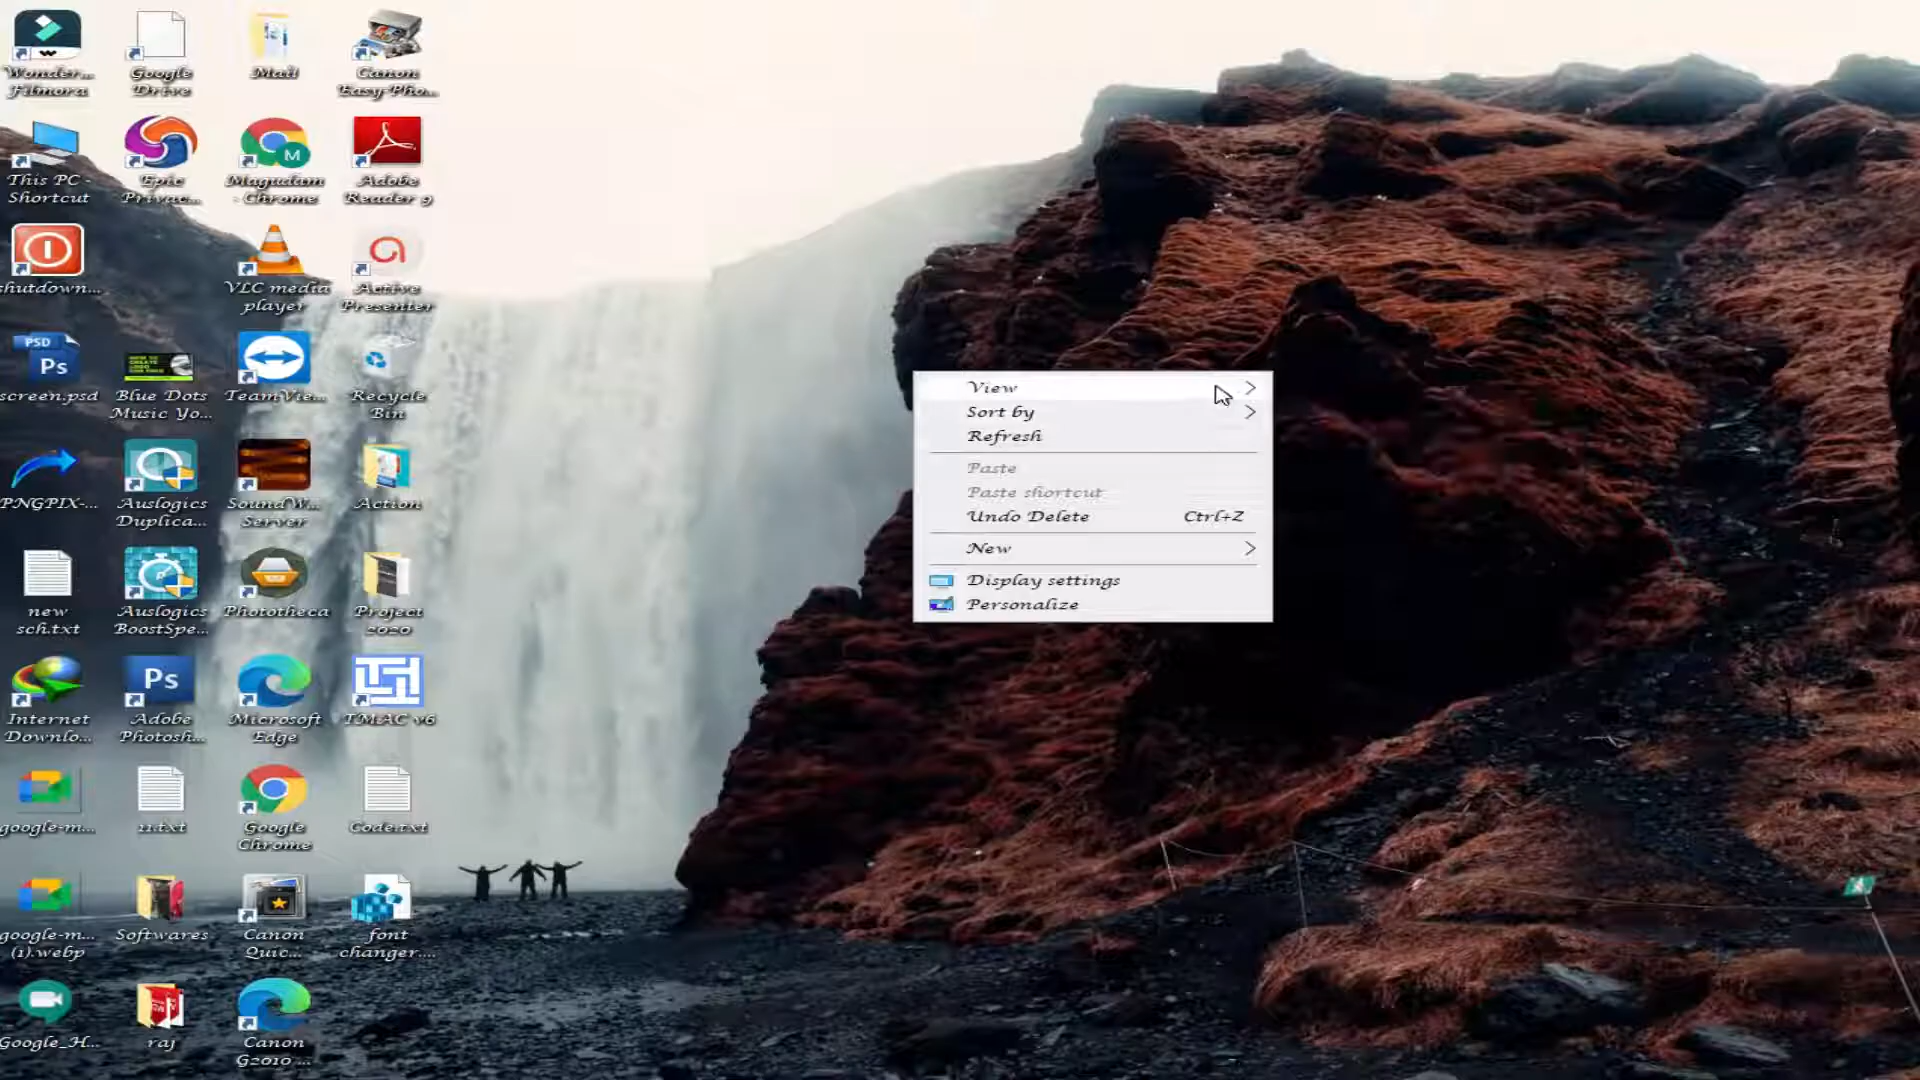 Wonder...
Filmora
Google
Drive
Mail
Canon
Easy-Pho...
This PC -
Shortcut
Epic
Privac...
Magudam
- Chrome
Adobe
Reader 9
shutdown...
VLC media
player
Active
Presenter
PSD
Ps
screen.psd
Blue Dots
Music Yo...
TeamVie...
Recycle
Bin
PNGPIX-...
Auslogics
Duplica...
SoundW...
Server
Action
new
sch.txt
Auslogics
BoostSpe...
Phototheca
Project
2020
Internet
Downlo...
Ps
Adobe
Photosh...
Microsoft
Edge
TMAC v6
google-m...
11.txt
Google
Chrome
Code.txt
google-m...
(1).webp
Softwares
Canon
Quic...
font
changer....
Google_H...
raj
Canon
G2010 ...
M
View
Sort by
Refresh
Paste
Paste shortcut
Undo Delete Ctrl+Z
New
Display settings
Personalize